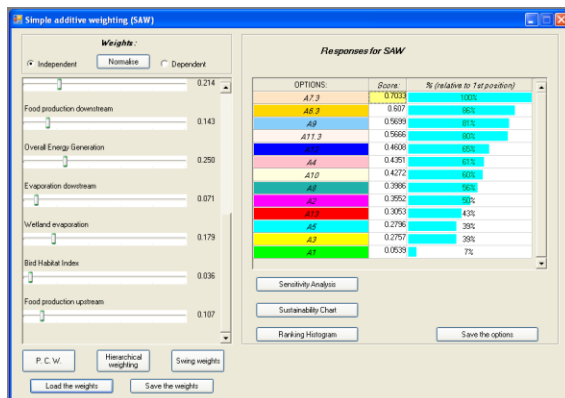 Simple additive weighting (SAW)
Weights:
Independent
Normalise
Dependent
0.214
Food production downstream
0.143
Overall Energy Generation
0.250
Evaporation dowstream
0.071
Wetland evaporation
0.179
Bird Habitat Index
0.036
Food production upstream
0.107
P. C. W.
Hierarchical weighting
Swing weights
Load the weights
Save the weights
Responses for SAW
OPTIONS: Score: % (relative to 1st position)
A7.3 0.7033 100%
A6.3 0.607 86%
A9 0.5699 81%
A11.3 0.5666 80%
0.4608 65%
A4 0.4351 61%
A10 0.4272 60%
A8 0.3986 56%
A2 0.3552 50%
0.3053 43%
A5 0.2796 39%
A3 0.2757 39%
A1 0.0539 7%
Sensitivity Analysis
Sustainability Chart
Ranking Histogram
Save the options